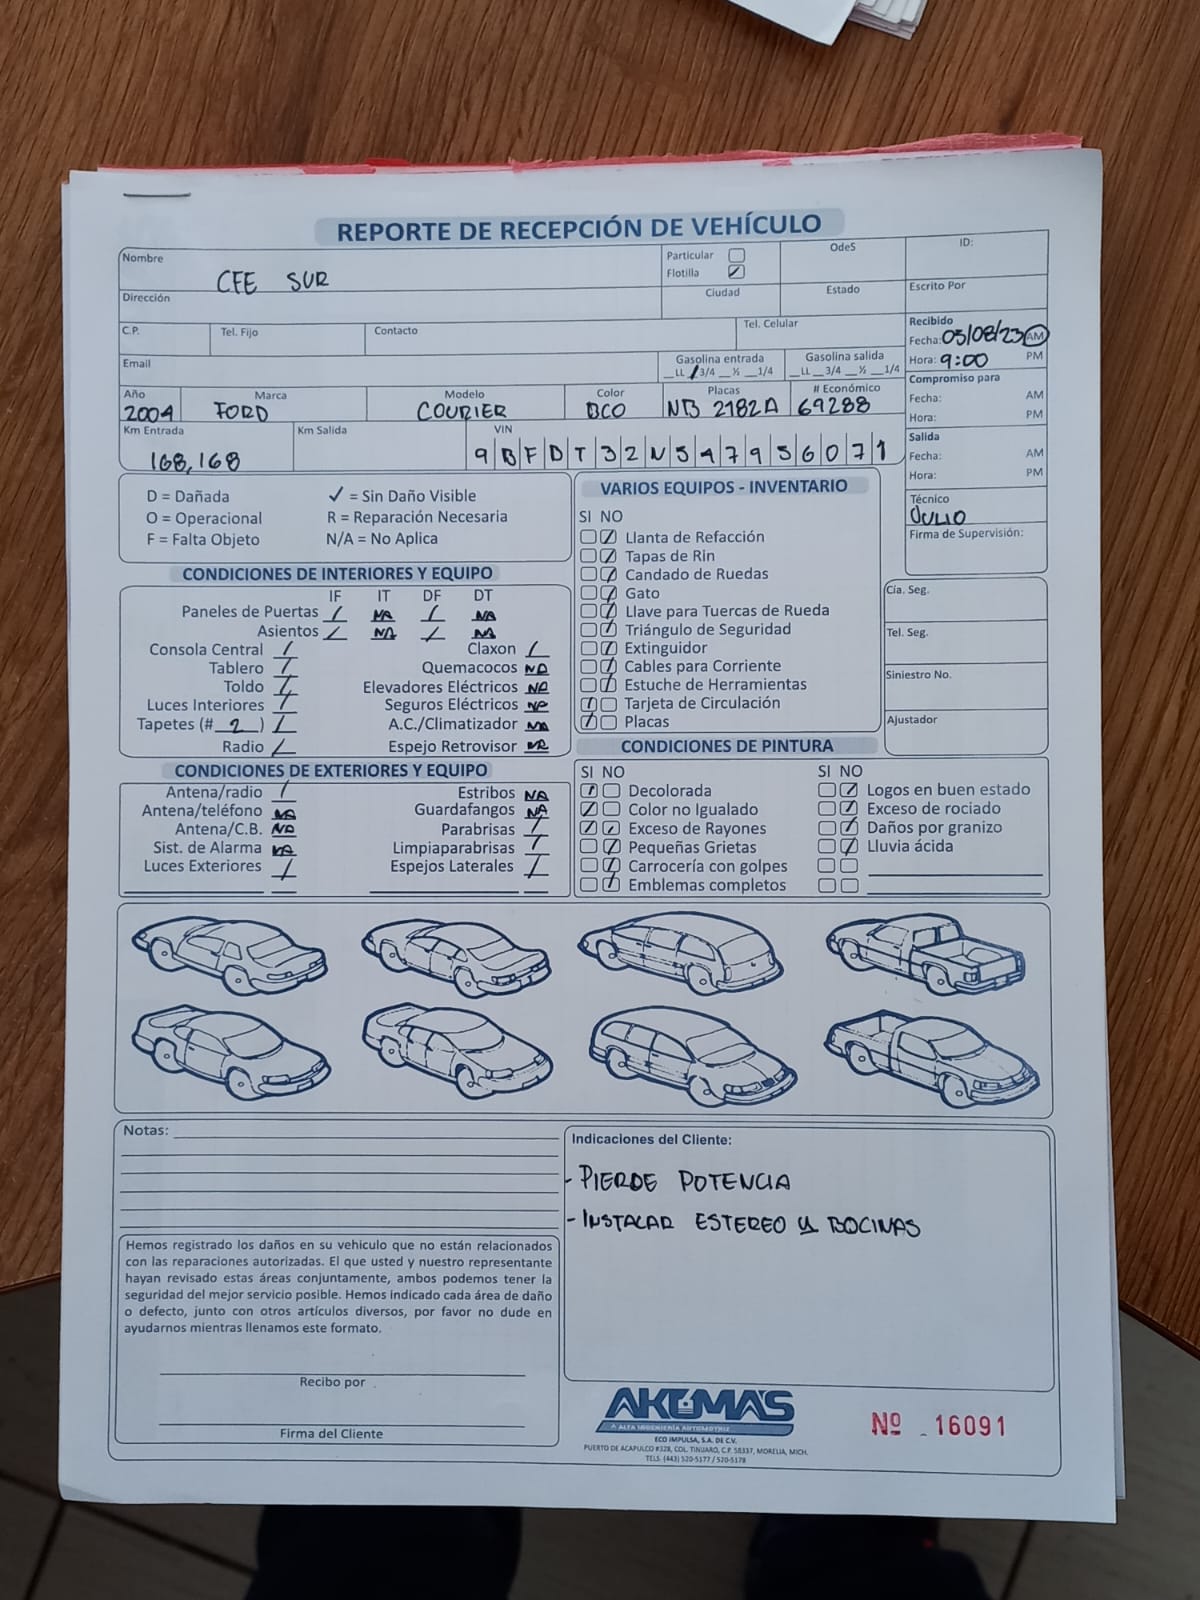 REPORTE DE RECEPCIÓN DE VEHÍCULO
Nombre CFE SUR
Particular
Flotilla ✓
OdeS
ID:
Dirección
Ciudad
Estado
Escrito Por
C.P.
Tel. Fijo
Contacto
Tel. Celular
Recibido
Fecha: 03/08/23 AM
Hora: 9:00 PM
Email
Gasolina entrada
__LL / 3/4 __ ½ __1/4
Gasolina salida
__LL __ 3/4 __ ½ __1/4
Compromiso para
Fecha: AM
Hora: PM
Año 2004
Marca FORD
Modelo COURIER
Color BCO
Placas NB 2182A
# Económico 69288
Km Entrada 168,168
Km Salida
VIN 9BFDT32N547956071
Salida
Fecha: AM
Hora: PM
Técnico
JULIO
Firma de Supervisión:
D = Dañada ✓ = Sin Daño Visible
O = Operacional R = Reparación Necesaria
F = Falta Objeto N/A = No Aplica
CONDICIONES DE INTERIORES Y EQUIPO
IF IT DF DT
Paneles de Puertas / NA / NA
Asientos / NA / NA
Consola Central / Claxon /
Tablero / Quemacocos NA
Toldo / Elevadores Eléctricos NA
Luces Interiores / Seguros Eléctricos NA
Tapetes (# 2 ) / A.C./Climatizador NA
Radio / Espejo Retrovisor
CONDICIONES DE EXTERIORES Y EQUIPO
Antena/radio / Estribos NA
Antena/teléfono NA Guardafangos NA
Antena/C.B. NA Parabrisas /
Sist. de Alarma NA Limpiaparabrisas /
Luces Exteriores / Espejos Laterales /
VARIOS EQUIPOS - INVENTARIO
SI NO
Llanta de Refacción
Tapas de Rin
Candado de Ruedas
Gato
Llave para Tuercas de Rueda
Triángulo de Seguridad
Extinguidor
Cables para Corriente
Estuche de Herramientas
Tarjeta de Circulación
Placas
Cía. Seg.
Tel. Seg.
Siniestro No.
Ajustador
CONDICIONES DE PINTURA
SI NO SI NO
Decolorada Logos en buen estado
Color no Igualado Exceso de rociado
Exceso de Rayones Daños por granizo
Pequeñas Grietas Lluvia ácida
Carrocería con golpes
Emblemas completos
Notas:
Indicaciones del Cliente:
- PIERDE POTENCIA
- INSTALAR ESTEREO Y BOCINAS
Hemos registrado los daños en su vehiculo que no están relacionados
con las reparaciones autorizadas. El que usted y nuestro representante
hayan revisado estas áreas conjuntamente, ambos podemos tener la
seguridad del mejor servicio posible. Hemos indicado cada área de daño
o defecto, junto con otros artículos diversos, por favor no dude en
ayudarnos mientras llenamos este formato.
Recibo por
Firma del Cliente
AKUMAS
A ALTA INGENIERÍA AUTOMOTRIZ
ECO IMPULSA, S.A. DE C.V.
PUERTO DE ACAPULCO #328, COL. TINIJARO, C.P. 58337, MORELIA, MICH.
TELS. (443) 520-5177 / 520-5178
Nº 16091